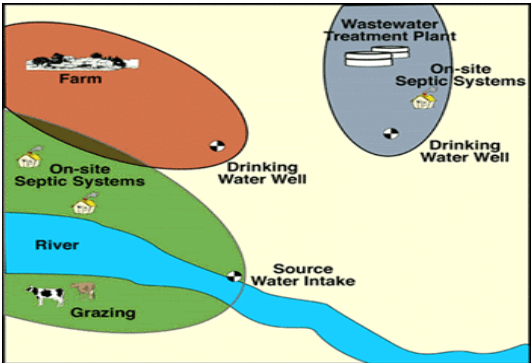 Wastewater
Treatment Plant
On-site
Septic Systems
Farm
Drinking
Water Well
Drinking
Water Well
On-site
Septic Systems
River
Source
Water Intake
Grazing